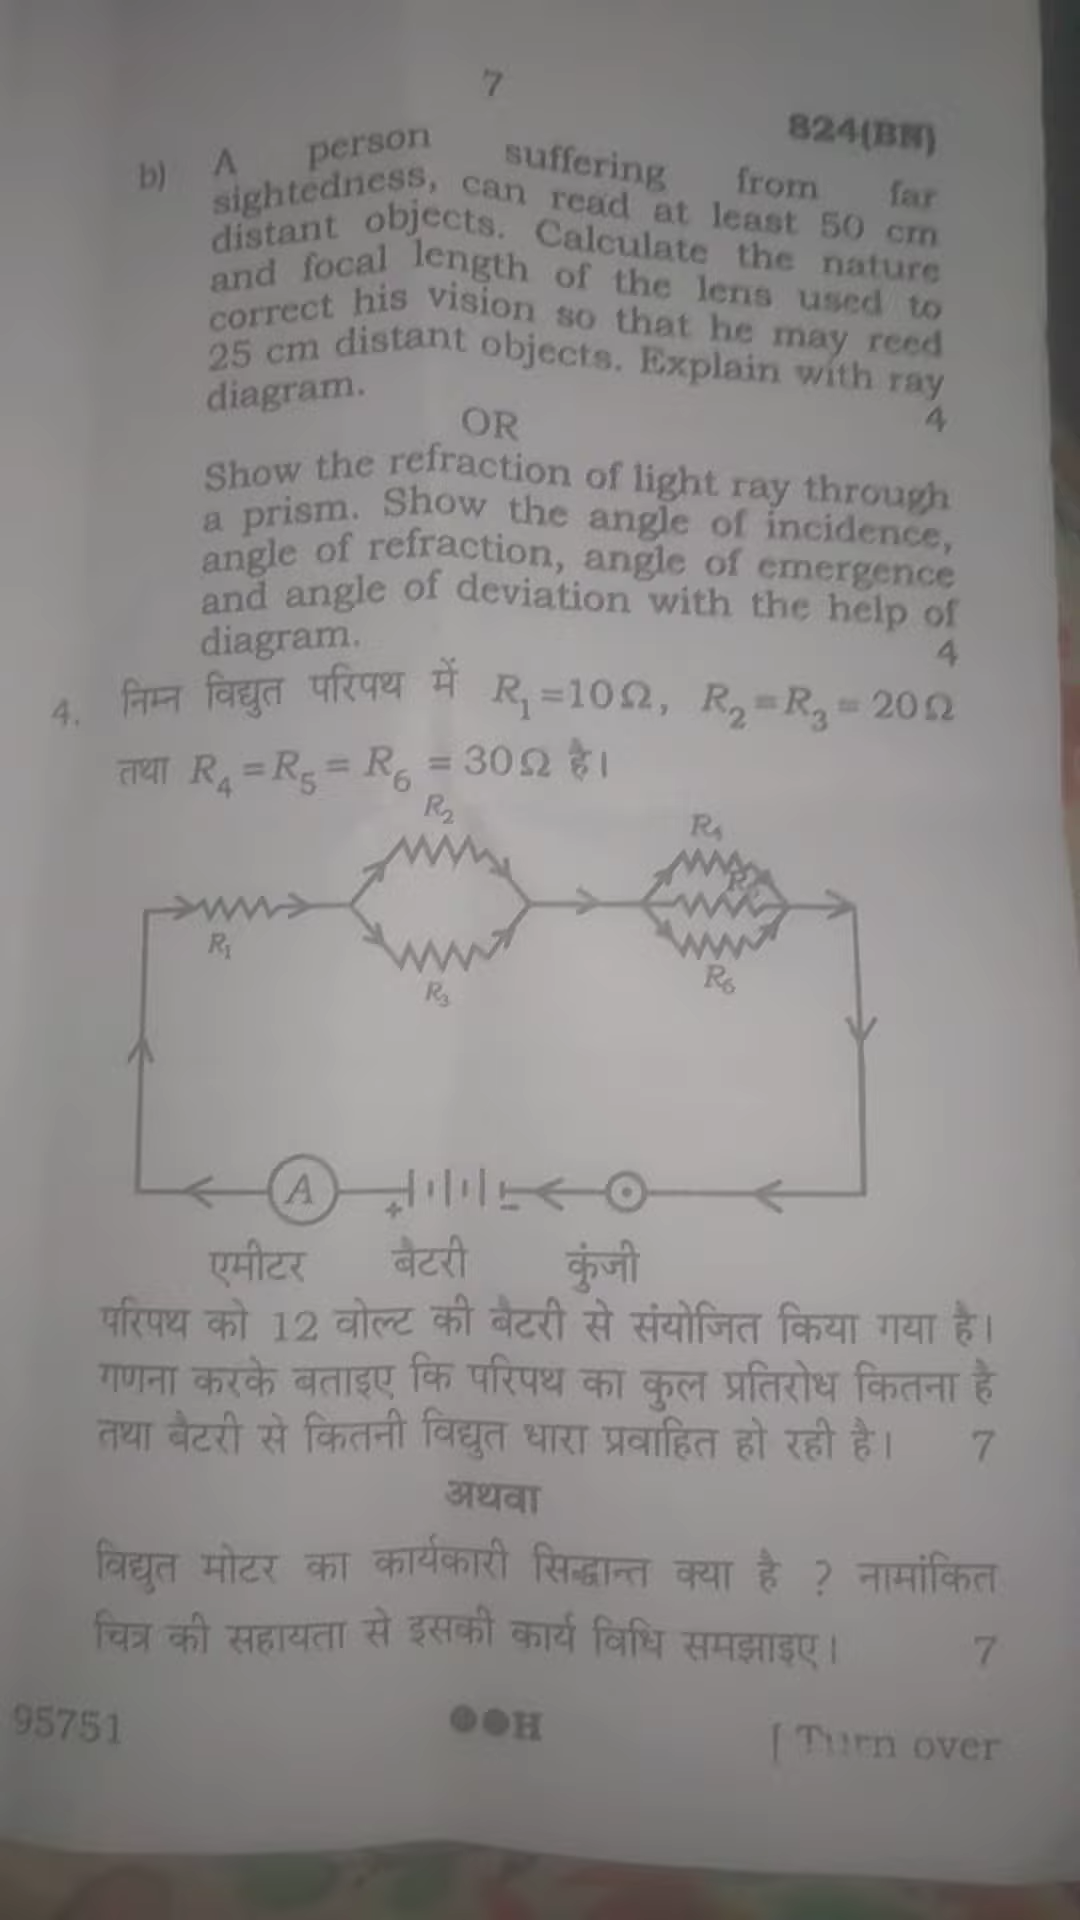 7
824(BN)
b) A person suffering from far
sightedness, can read at least 50 cm
distant objects. Calculate the nature
and focal length of the lens used to
correct his vision so that he may reed
25 cm distant objects. Explain with ray
diagram. 4
OR
Show the refraction of light ray through
a prism. Show the angle of incidence,
angle of refraction, angle of emergence
and angle of deviation with the help of
diagram. 4
4. निम्न विद्युत परिपथ में R₁ = 10 Ω, R₂ = R₃ = 20 Ω
तथा R₄ = R₅ = R₆ = 30 Ω है।
R₂
R₄
R₁
R₃
R₆
A
+ −
एमीटर बैटरी कुंजी
परिपथ को 12 वोल्ट की बैटरी से संयोजित किया गया है।
गणना करके बताइए कि परिपथ का कुल प्रतिरोध कितना है
तथा बैटरी से कितनी विद्युत धारा प्रवाहित हो रही है। 7
अथवा
विद्युत मोटर का कार्यकारी सिद्धान्त क्या है ? नामांकित
चित्र की सहायता से इसकी कार्य विधि समझाइए। 7
95751 ●●H [ Turn over